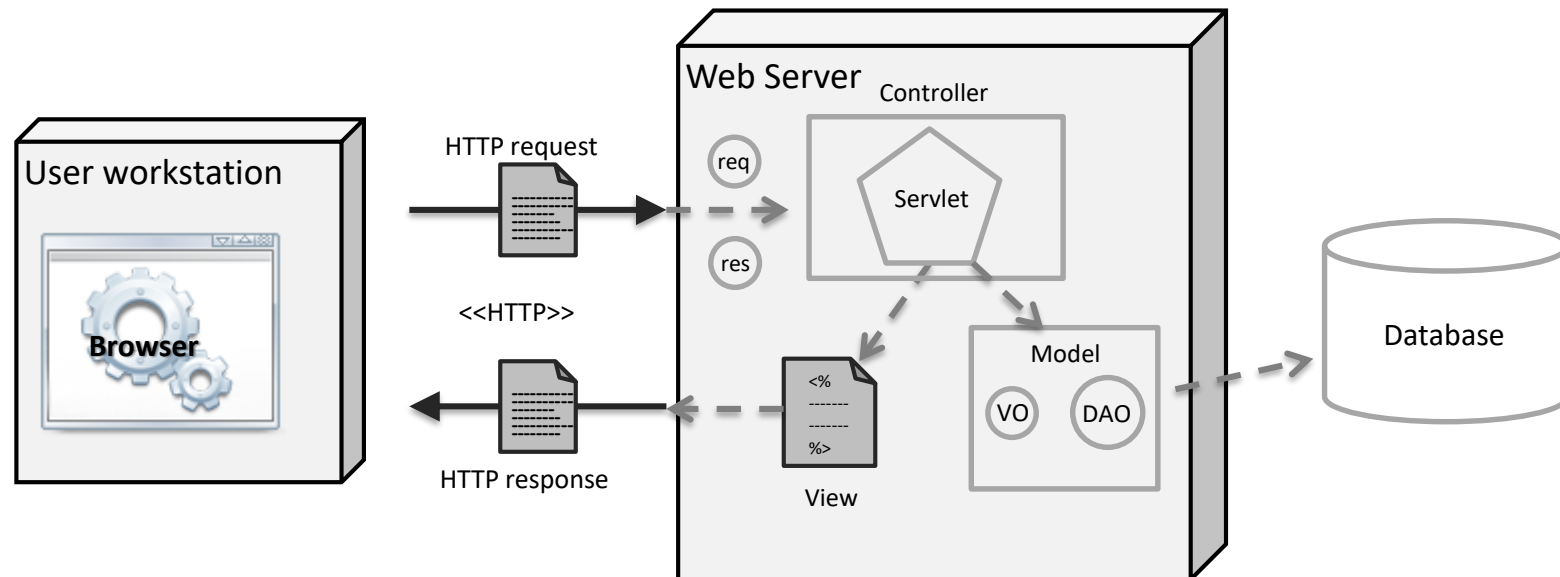 Web Server
Controller
HTTP request
req
User workstation
Servlet
res
<<HTTP>>
Browser
Model
Database
<%
-------
-------
%>
VO
DAO
HTTP response
View